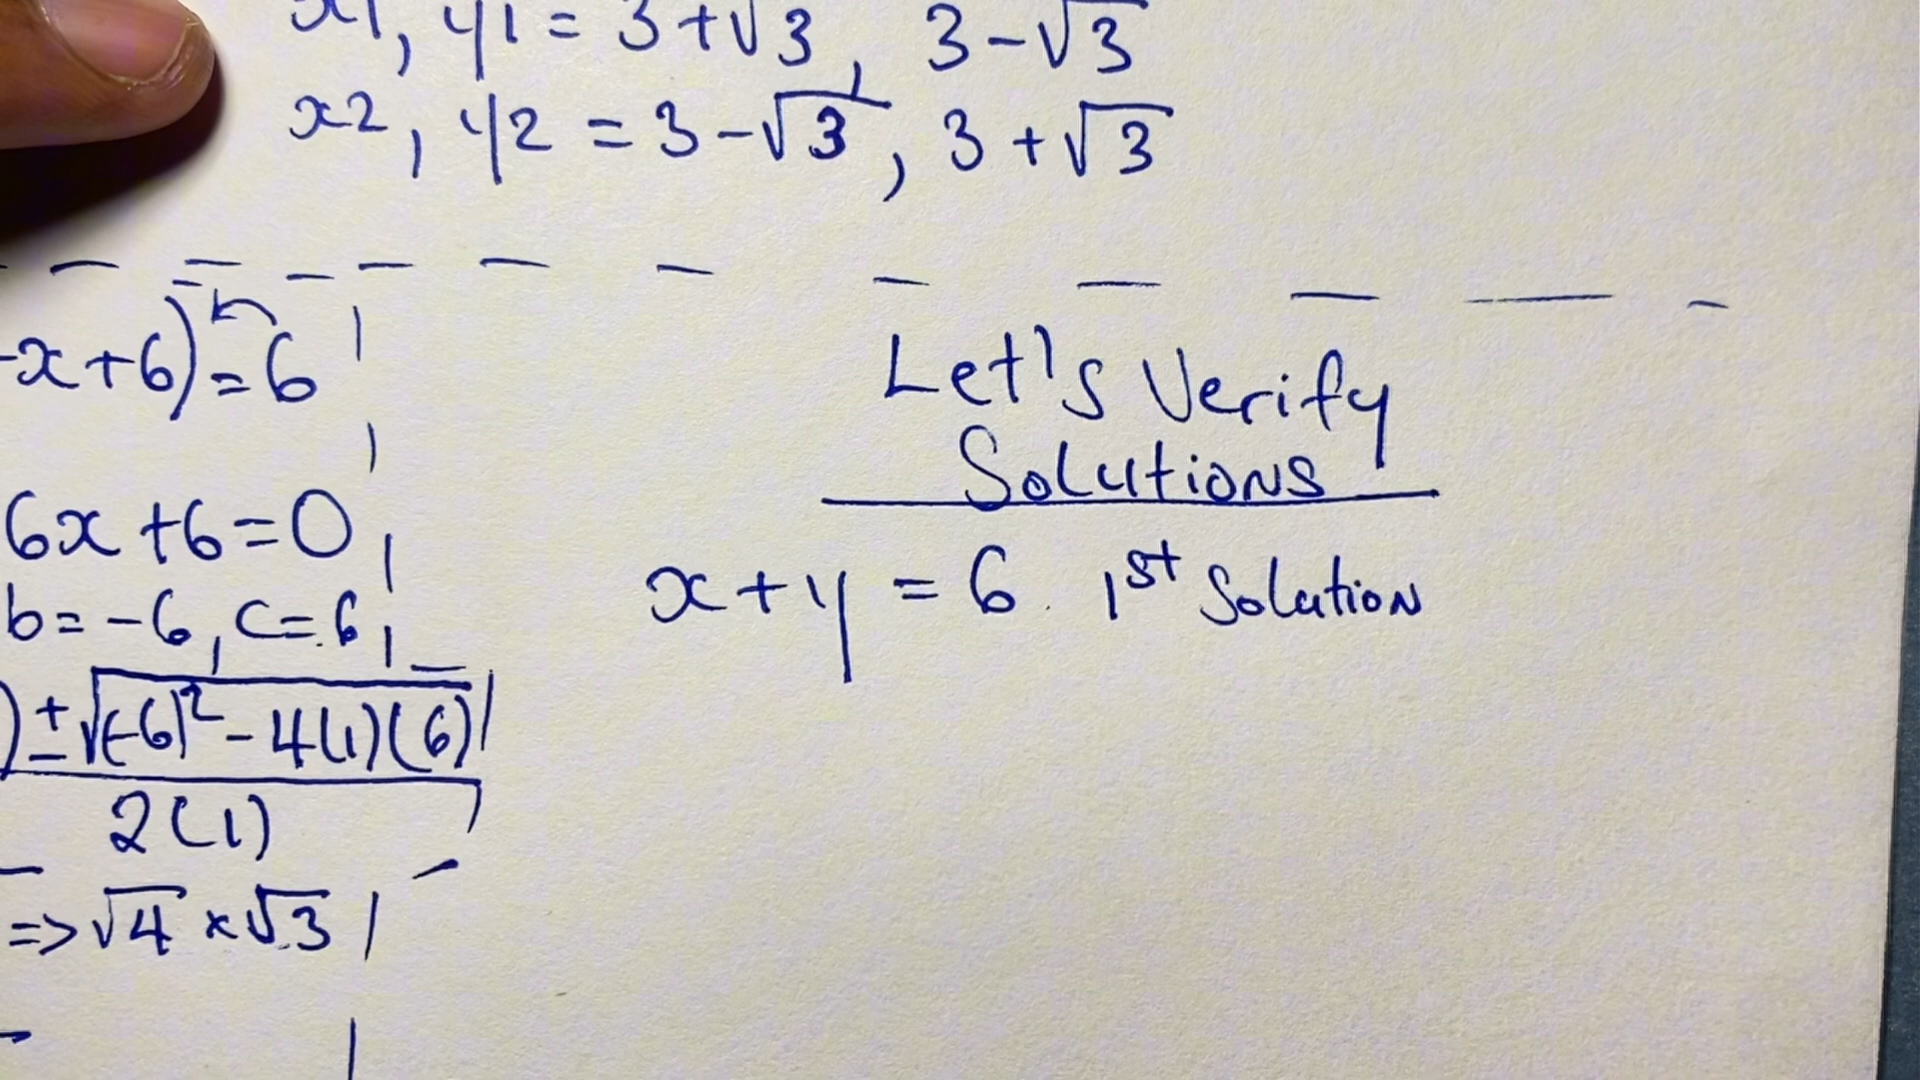 x1, y1 = 3+√3, 3-√3
x2, y2 = 3-√3, 3+√3
-x+6)=6
6x+6=0
b=-6, c=6
)±√(-6)²-4(1)(6)
2(1)
=> √4 x √3
Let's Verify
Solutions
x+y = 6 1st Solution